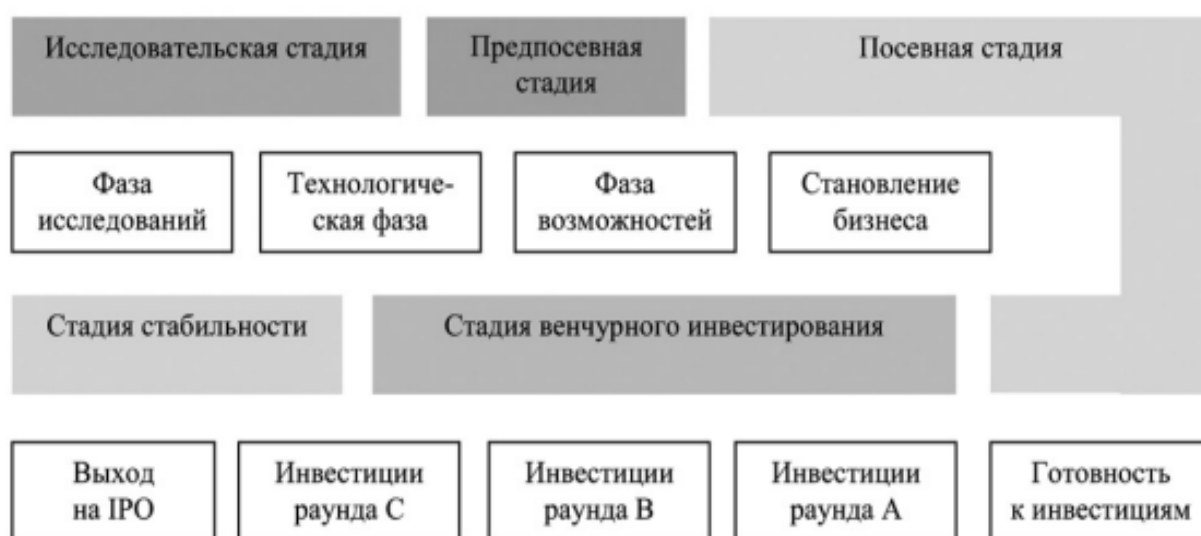 Исследовательская стадия
Предпосевная
стадия
Посевная стадия
Фаза
исследований
Технологиче-
ская фаза
Фаза
возможностей
Становление
бизнеса
Стадия стабильности
Стадия венчурного инвестирования
Выход
на IPO
Инвестиции
раунда C
Инвестиции
раунда B
Инвестиции
раунда A
Готовность
к инвестициям